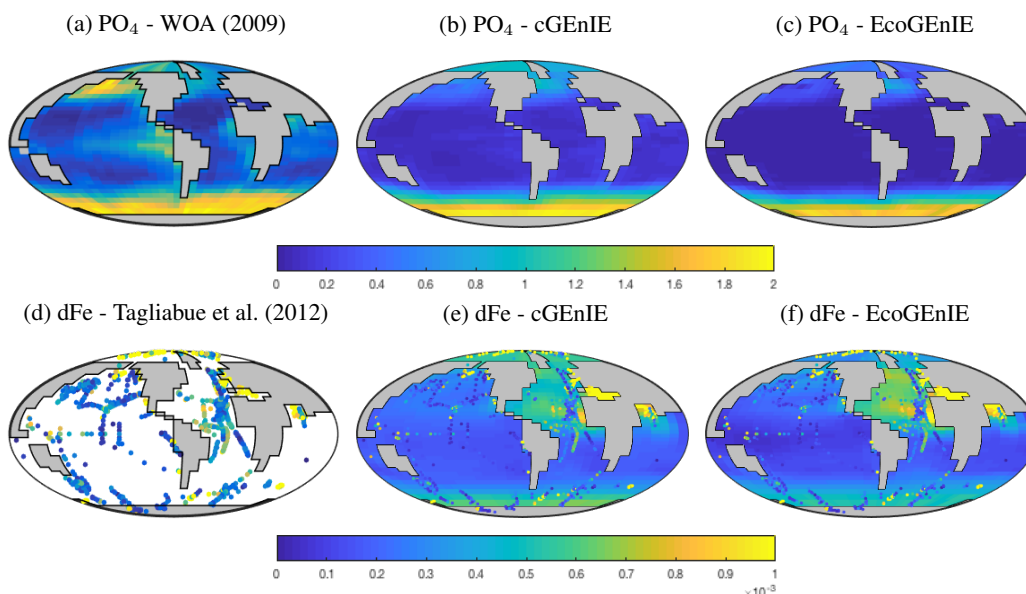 (a) PO₄ - WOA (2009)
(b) PO₄ - cGEnIE
(c) PO₄ - EcoGEnIE
0 0.2 0.4 0.6 0.8 1 1.2 1.4 1.6 1.8 2
(d) dFe - Tagliabue et al. (2012)
(e) dFe - cGEnIE
(f) dFe - EcoGEnIE
0 0.1 0.2 0.3 0.4 0.5 0.6 0.7 0.8 0.9 1
×10⁻³